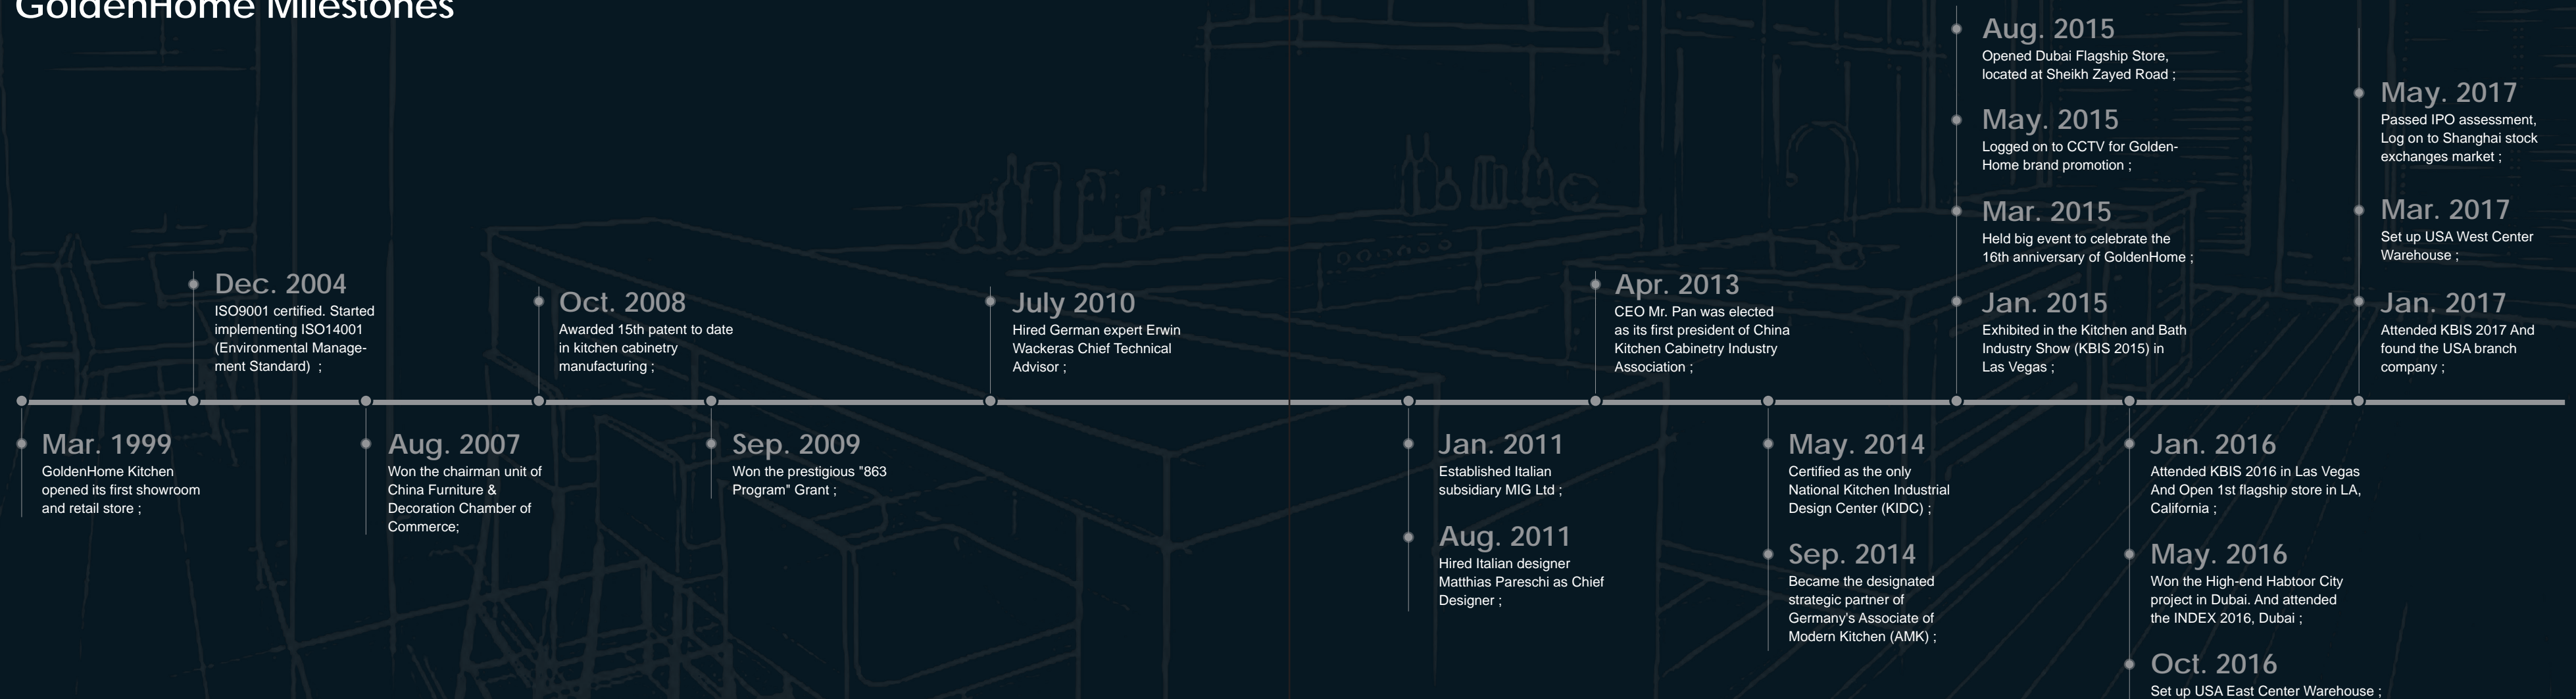 GoldenHome Milestones
Mar. 1999
GoldenHome Kitchen
opened its first showroom
and retail store ;
Dec. 2004
ISO9001 certified. Started
implementing ISO14001
(Environmental Manage-
ment Standard)  ;
Aug. 2007
Won the chairman unit of
China Furniture &
Decoration Chamber of
Commerce;
Oct. 2008
Awarded 15th patent to date
in kitchen cabinetry
manufacturing ;
Sep. 2009
Won the prestigious "863
Program" Grant ;
July 2010
Hired German expert Erwin
Wackeras Chief Technical
Advisor ;
Jan. 2011
Established Italian
subsidiary MIG Ltd ;
Aug. 2011
Hired Italian designer
Matthias Pareschi as Chief
Designer ;
Apr. 2013
CEO Mr. Pan was elected
as its first president of China
Kitchen Cabinetry Industry
Association ;
May. 2014
Certified as the only
National Kitchen Industrial
Design Center (KIDC) ;
Sep. 2014
Became the designated
strategic partner of
Germany's Associate of
Modern Kitchen (AMK) ;
Aug. 2015
Opened Dubai Flagship Store,
located at Sheikh Zayed Road ;
May. 2015
Logged on to CCTV for Golden-
Home brand promotion ;
Mar. 2015
Held big event to celebrate the
16th anniversary of GoldenHome ;
Jan. 2015
Exhibited in the Kitchen and Bath
Industry Show (KBIS 2015) in
Las Vegas ;
Jan. 2016
Attended KBIS 2016 in Las Vegas
And Open 1st flagship store in LA,
California ;
May. 2016
Won the High-end Habtoor City
project in Dubai. And attended
the INDEX 2016, Dubai ;
Oct. 2016
Set up USA East Center Warehouse ;
May. 2017
Passed IPO assessment,
Log on to Shanghai stock
exchanges market ;
Mar. 2017
Set up USA West Center
Warehouse ;
Jan. 2017
Attended KBIS 2017 And
found the USA branch
company ;